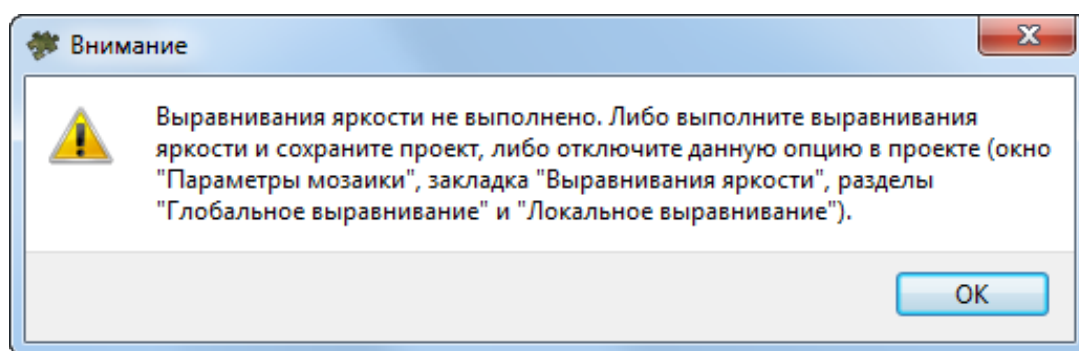 Внимание
Выравнивания яркости не выполнено. Либо выполните выравнивания
яркости и сохраните проект, либо отключите данную опцию в проекте (окно
"Параметры мозаики", закладка "Выравнивания яркости", разделы
"Глобальное выравнивание" и "Локальное выравнивание").
OK